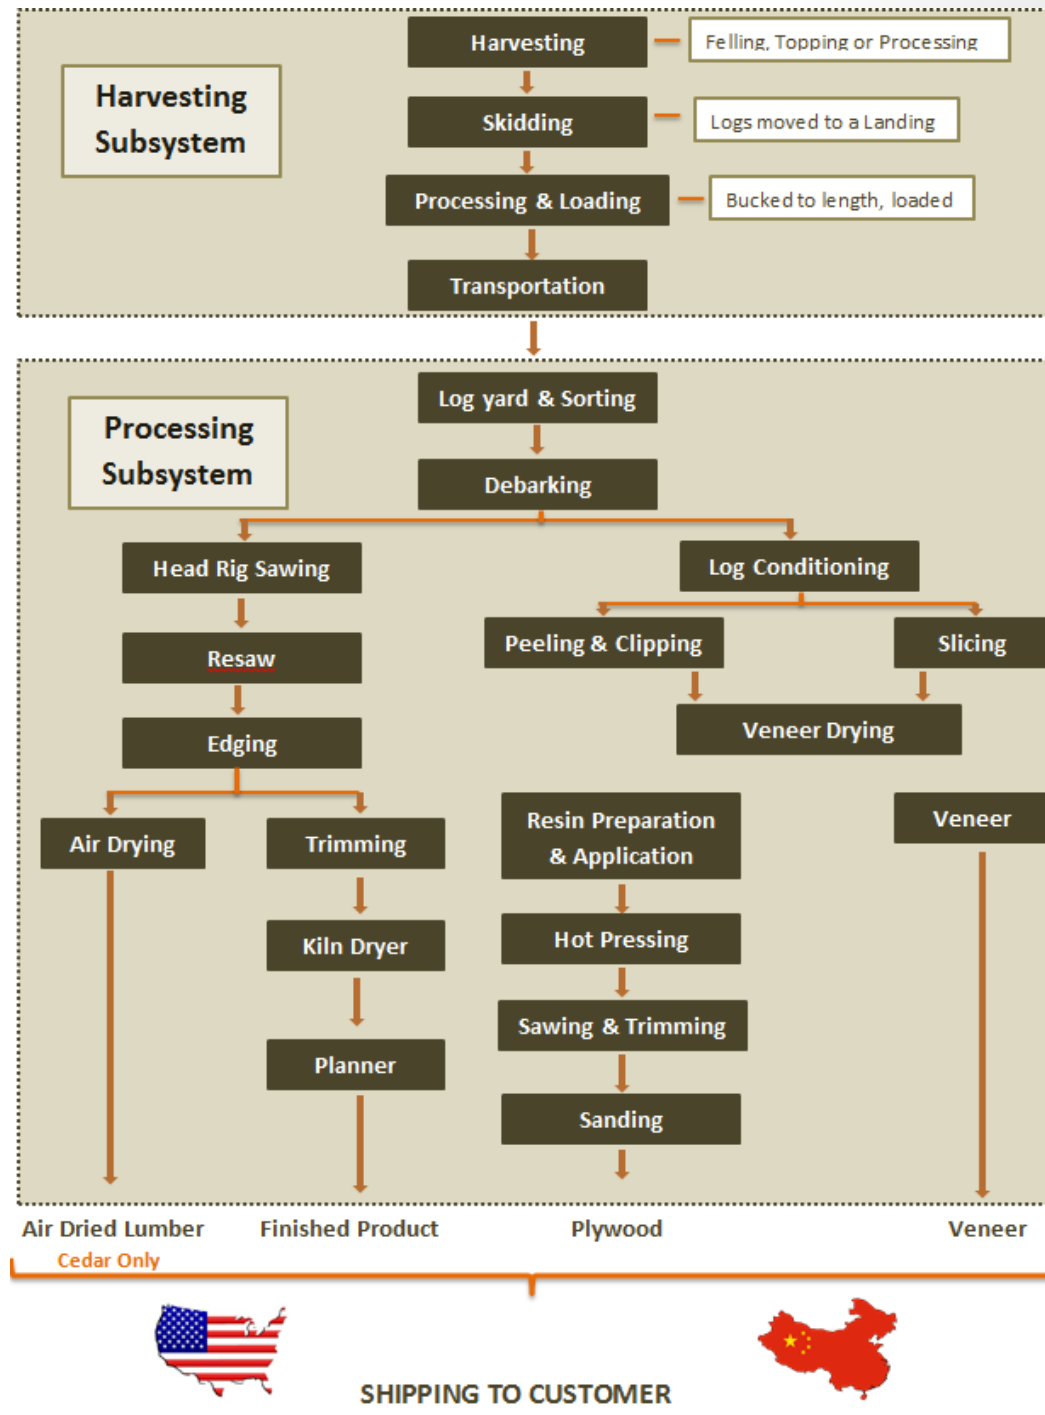 Harvesting
Felling, Topping or Processing
Harvesting
Subsystem
Skidding
Logs moved to a Landing
Processing & Loading
Bucked to length, loaded
Transportation
Log yard & Sorting
Processing
Subsystem
Debarking
Head Rig Sawing
Log Conditioning
Resaw
Peeling & Clipping
Slicing
Edging
Veneer Drying
Air Drying
Trimming
Resin Preparation
& Application
Veneer
Kiln Dryer
Hot Pressing
Sawing & Trimming
Planner
Sanding
Air Dried Lumber
Cedar Only
Finished Product
Plywood
Veneer
SHIPPING TO CUSTOMER